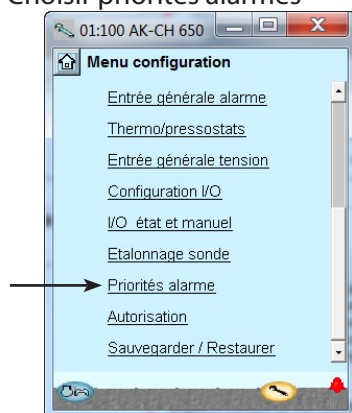 Choisir priorités alarmes
01:100 AK-CH 650
Menu configuration
Entrée générale alarme
Thermo/pressostats
Entrée générale tension
Configuration I/O
I/O état et manuel
Etalonnage sonde
Priorités alarme
Autorisation
Sauvegarder / Restaurer